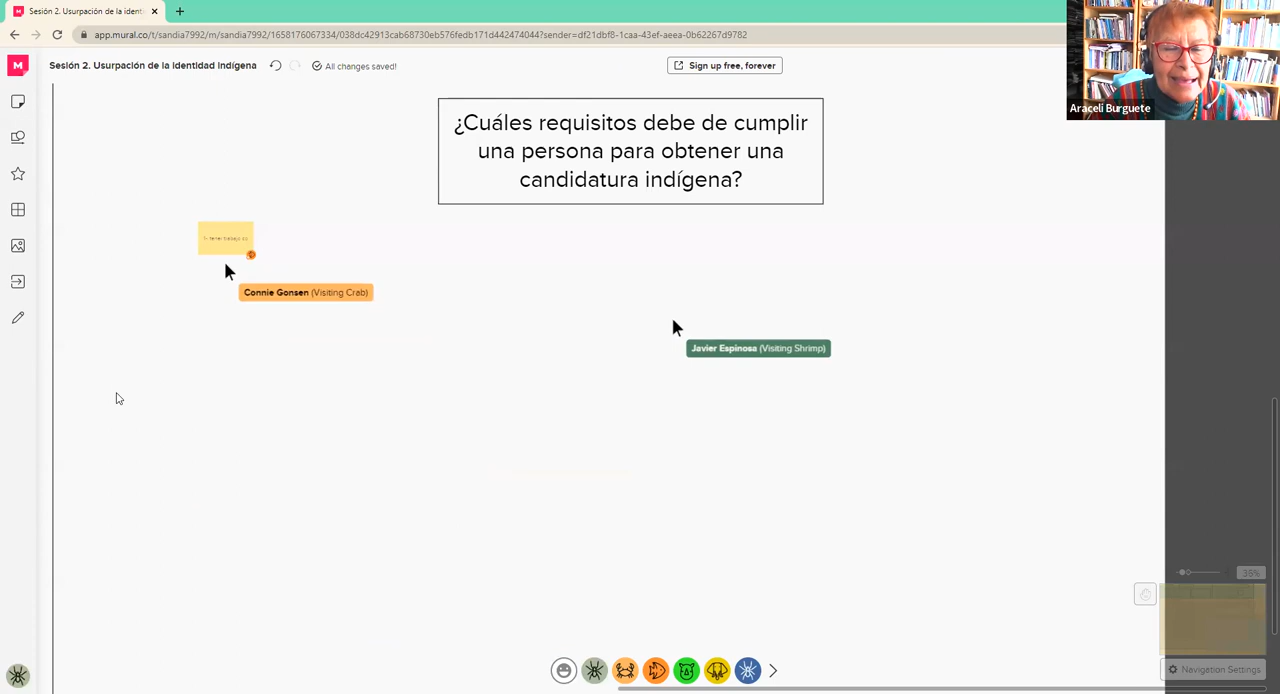 Sesión 2. Usurpación de la identi
app.mural.co/t/sandia7992/m/sandia7992/1658176067334/038dc42913cab68730eb576fedb171d442474044?sender=df21dbf8-1caa-43ef-aeea-0b62267d9782
M
Sesión 2. Usurpación de la identidad indígena
All changes saved!
Sign up free, forever
Araceli Burguete
¿Cuáles requisitos debe de cumplir
una persona para obtener una
candidatura indígena?
Connie Gonsen (Visiting Crab)
Javier Espinosa (Visiting Shrimp)
36%
Navigation Settings